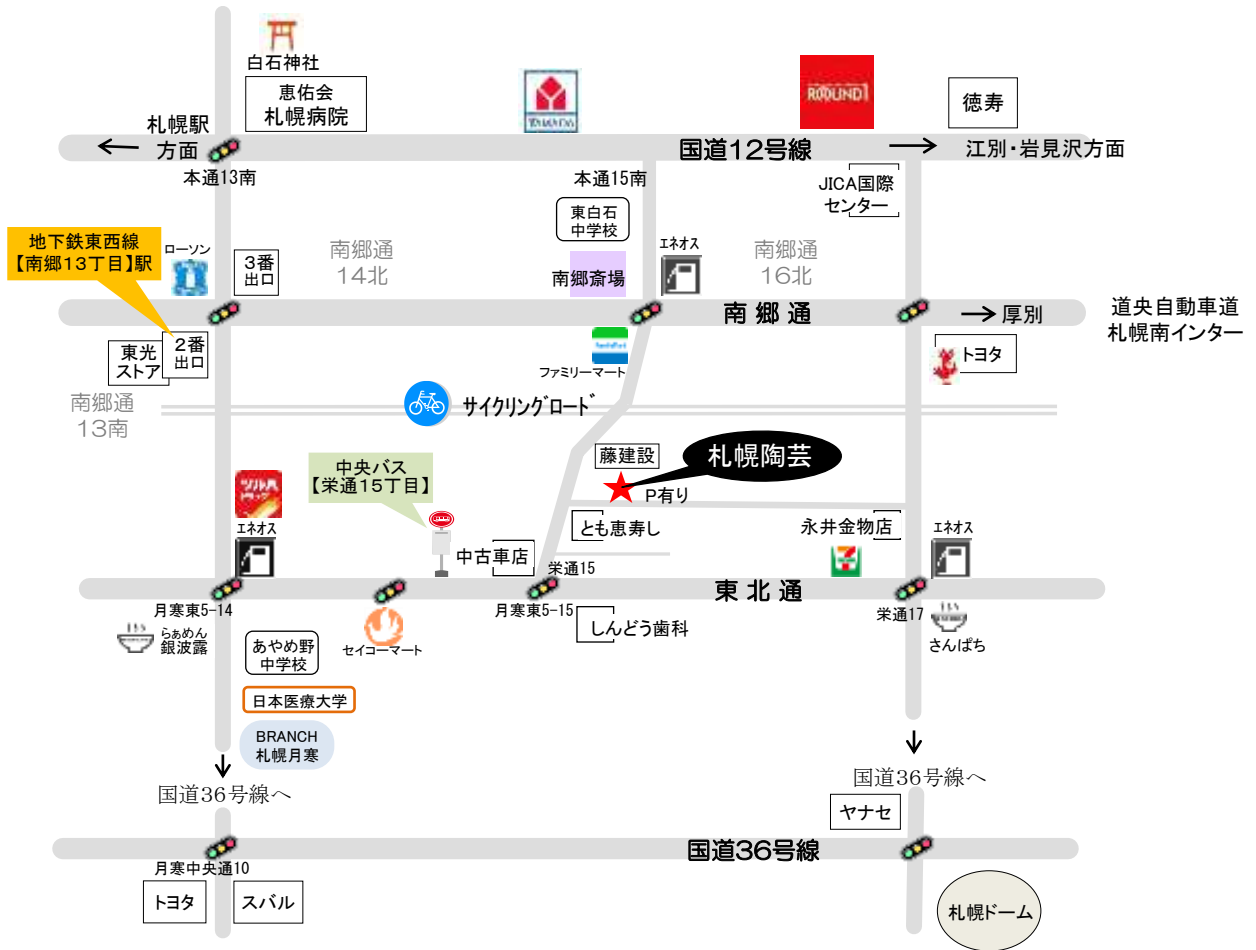 白石神社
恵佑会
札幌病院
YAMADA
ROUND1
徳寿
札幌駅
方面
国道12号線
江別・岩見沢方面
本通13南
本通15南
JICA国際
センター
東白石
中学校
地下鉄東西線
【南郷13丁目】駅
ローソン
3番
出口
南郷通
14北
南郷斎場
エネオス
南郷通
16北
南郷通
厚別
道央自動車道
札幌南インター
東光
ストア
2番
出口
FamilyMart
ファミリーマート
トヨタ
南郷通
13南
サイクリングロード
中央バス
【栄通15丁目】
藤建設
札幌陶芸
P有り
ツルハ
ドラッグ
エネオス
中古車店
とも恵寿し
永井金物店
エネオス
栄通15
東北通
月寒東5-14
月寒東5-15
栄通17
らぁめん
銀波露
あやめ野
中学校
セイコーマート
しんどう歯科
さんぱち
日本医療大学
BRANCH
札幌月寒
国道36号線へ
国道36号線へ
ヤナセ
国道36号線
月寒中央通10
トヨタ
スバル
札幌ドーム